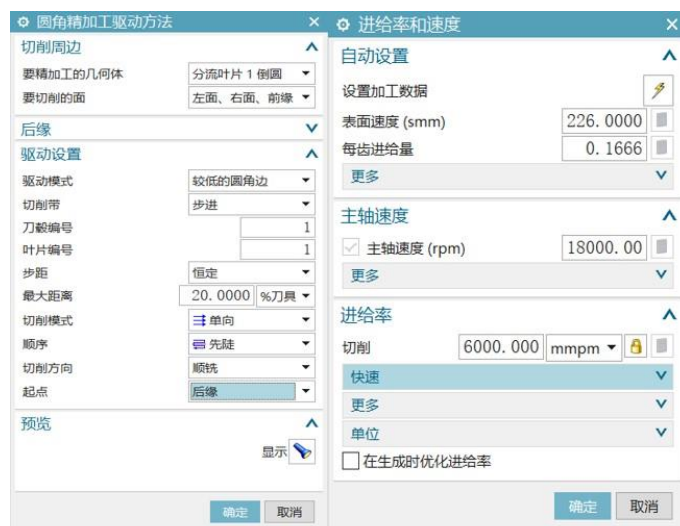 圆角精加工驱动方法
切削周边
要精加工的几何体 分流叶片 1 倒圆
要切削的面 左面、右面、前缘
后缘
驱动设置
驱动模式 较低的圆角边
切削带 步进
刀毂编号 1
叶片编号 1
步距 恒定
最大距离 20.0000 %刀具
切削模式 单向
顺序 先陡
切削方向 顺铣
起点 后缘
预览
显示
确定 取消
进给率和速度
自动设置
设置加工数据
表面速度 (smm) 226.0000
每齿进给量 0.1666
更多
主轴速度
主轴速度 (rpm) 18000.00
更多
进给率
切削 6000.000 mmpm
快速
更多
单位
在生成时优化进给率
确定 取消